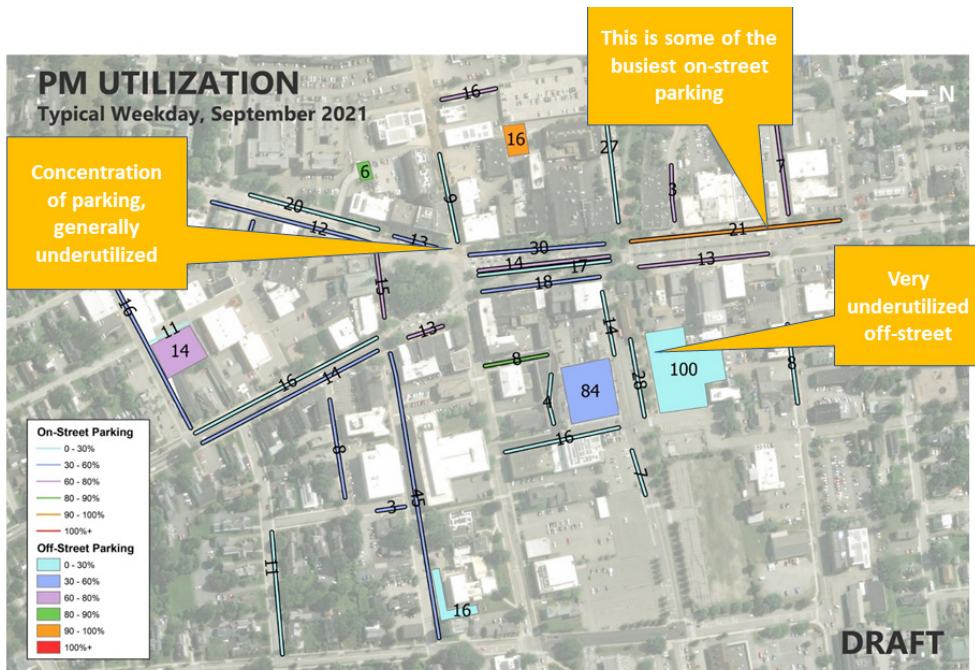 PM UTILIZATION
Typical Weekday, September 2021
This is some of the
busiest on-street
parking
N
Concentration
of parking,
generally
underutilized
Very
underutilized
off-street
16
16
6
9
27
3
7
20
12
13
30
14
17
18
21
13
15
13
16
11
14
16
14
8
4
84
14
28
100
8
16
7
8
3
45
11
16
On-Street Parking
0 - 30%
30 - 60%
60 - 80%
80 - 90%
90 - 100%
100%+
Off-Street Parking
0 - 30%
30 - 60%
60 - 80%
80 - 90%
90 - 100%
100%+
DRAFT